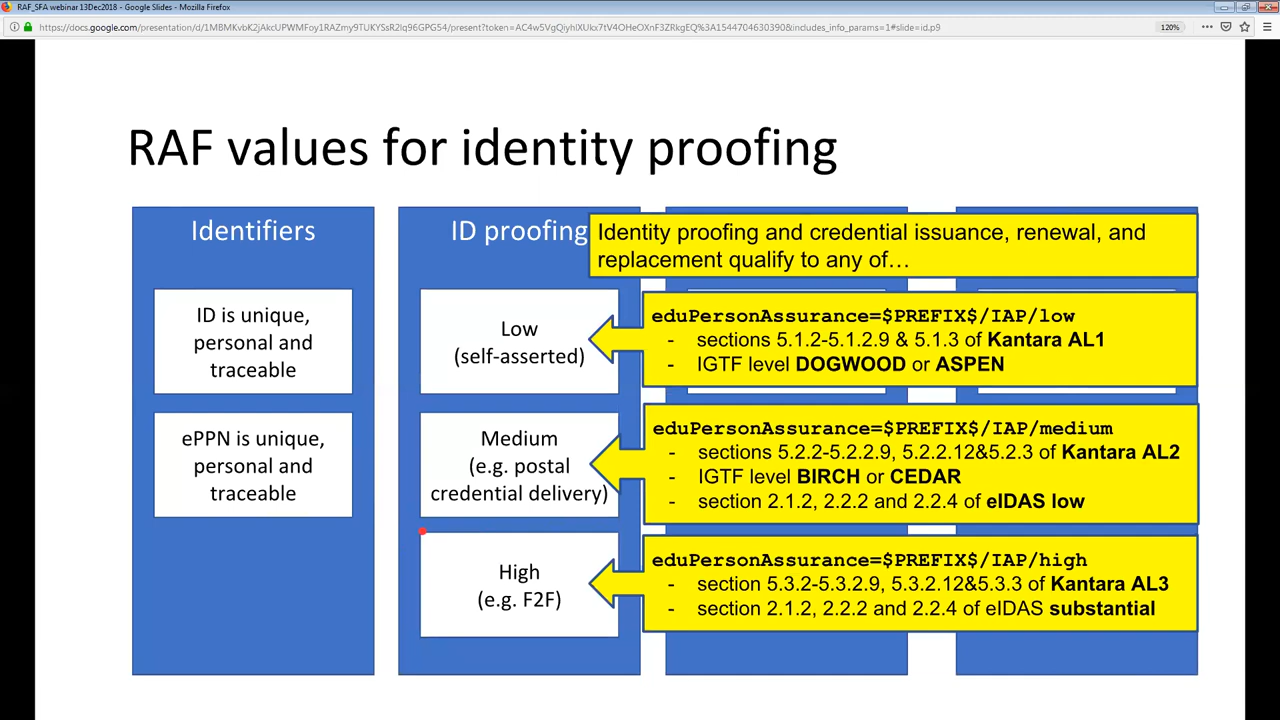 RAF_SFA webinar 13Dec2018 - Google Slides - Mozilla Firefox
https://docs.google.com/presentation/d/1MBMKvbK2jAkcUPWMFoy1RAZmy9TUKYSsR2lq96GPG54/present?token=AC4w5VgQiyhlXUkx7tV4OHeOXnF3ZRkgEQ%3A1544704630390&includes_info_params=1#slide=id.p9
120%
RAF values for identity proofing
Identifiers
ID is unique,
personal and
traceable
ePPN is unique,
personal and
traceable
ID proofing
Low
(self-asserted)
Medium
(e.g. postal
credential delivery)
High
(e.g. F2F)
Identity proofing and credential issuance, renewal, and
replacement qualify to any of…
eduPersonAssurance=$PREFIX$/IAP/low
- sections 5.1.2-5.1.2.9 & 5.1.3 of Kantara AL1
- IGTF level DOGWOOD or ASPEN
eduPersonAssurance=$PREFIX$/IAP/medium
- sections 5.2.2-5.2.2.9, 5.2.2.12&5.2.3 of Kantara AL2
- IGTF level BIRCH or CEDAR
- section 2.1.2, 2.2.2 and 2.2.4 of eIDAS low
eduPersonAssurance=$PREFIX$/IAP/high
- section 5.3.2-5.3.2.9, 5.3.2.12&5.3.3 of Kantara AL3
- section 2.1.2, 2.2.2 and 2.2.4 of eIDAS substantial